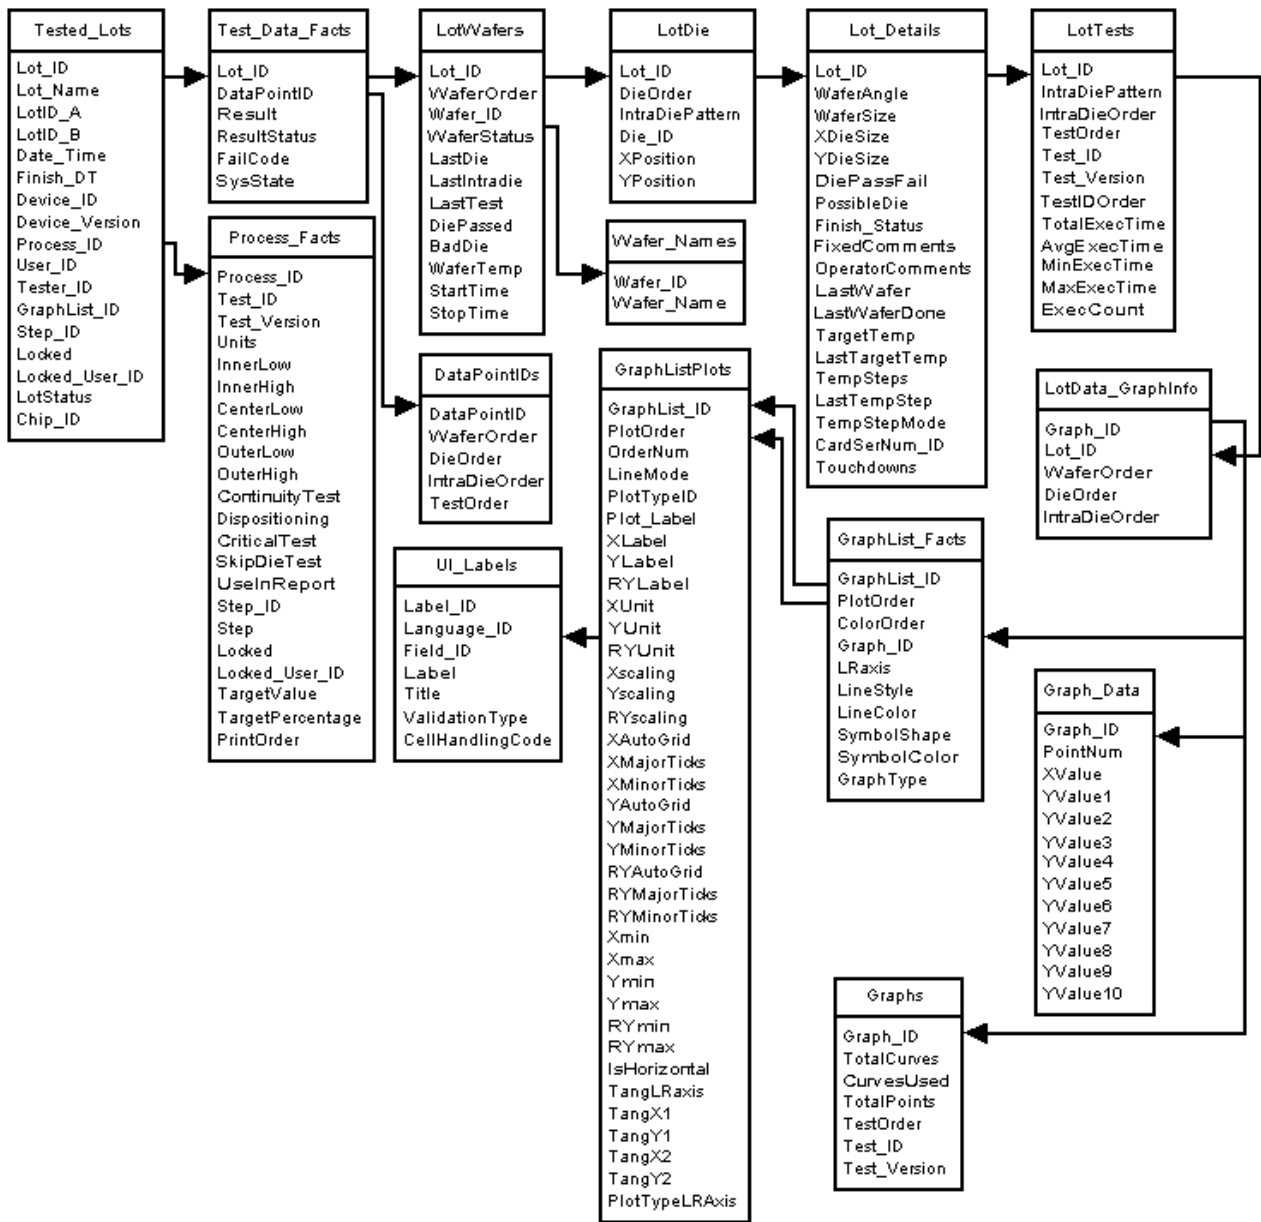 Tested_Lots
Lot_ID
Lot_Name
LotID_A
LotID_B
Date_Time
Finish_DT
Device_ID
Device_Version
Process_ID
User_ID
Tester_ID
GraphList_ID
Step_ID
Locked
Locked_User_ID
LotStatus
Chip_ID
Test_Data_Facts
Lot_ID
DataPointID
Result
ResultStatus
FailCode
SysState
Process_Facts
Process_ID
Test_ID
Test_Version
Units
InnerLow
InnerHigh
CenterLow
CenterHigh
OuterLow
OuterHigh
ContinuityTest
Dispositioning
CriticalTest
SkipDieTest
UseInReport
Step_ID
Step
Locked
Locked_User_ID
TargetValue
TargetPercentage
PrintOrder
LotWafers
Lot_ID
WaferOrder
Wafer_ID
WaferStatus
LastDie
LastIntradie
LastTest
DiePassed
BadDie
WaferTemp
StartTime
StopTime
DataPointIDs
DataPointID
WaferOrder
DieOrder
IntraDieOrder
TestOrder
UI_Labels
Label_ID
Language_ID
Field_ID
Label
Title
ValidationType
CellHandlingCode
LotDie
Lot_ID
DieOrder
IntraDiePattern
Die_ID
XPosition
YPosition
Wafer_Names
Wafer_ID
Wafer_Name
GraphListPlots
GraphList_ID
PlotOrder
OrderNum
LineMode
PlotTypeID
Plot_Label
XLabel
YLabel
RYLabel
XUnit
YUnit
RYUnit
Xscaling
Yscaling
RYscaling
XAutoGrid
XMajorTicks
XMinorTicks
YAutoGrid
YMajorTicks
YMinorTicks
RYAutoGrid
RYMajorTicks
RYMinorTicks
Xmin
Xmax
Ymin
Ymax
RYmin
RYmax
IsHorizontal
TangLRaxis
TangX1
TangY1
TangX2
TangY2
PlotTypeLRAxis
Lot_Details
Lot_ID
WaferAngle
WaferSize
XDieSize
YDieSize
DiePassFail
PossibleDie
Finish_Status
FixedComments
OperatorComments
LastWafer
LastWaferDone
TargetTemp
LastTargetTemp
TempSteps
LastTempStep
TempStepMode
CardSerNum_ID
Touchdowns
GraphList_Facts
GraphList_ID
PlotOrder
ColorOrder
Graph_ID
LRaxis
LineStyle
LineColor
SymbolShape
SymbolColor
GraphType
Graphs
Graph_ID
TotalCurves
CurvesUsed
TotalPoints
TestOrder
Test_ID
Test_Version
LotTests
Lot_ID
IntraDiePattern
IntraDieOrder
TestOrder
Test_ID
Test_Version
TestIDOrder
TotalExecTime
AvgExecTime
MinExecTime
MaxExecTime
ExecCount
LotData_GraphInfo
Graph_ID
Lot_ID
WaferOrder
DieOrder
IntraDieOrder
Graph_Data
Graph_ID
PointNum
XValue
YValue1
YValue2
YValue3
YValue4
YValue5
YValue6
YValue7
YValue8
YValue9
YValue10